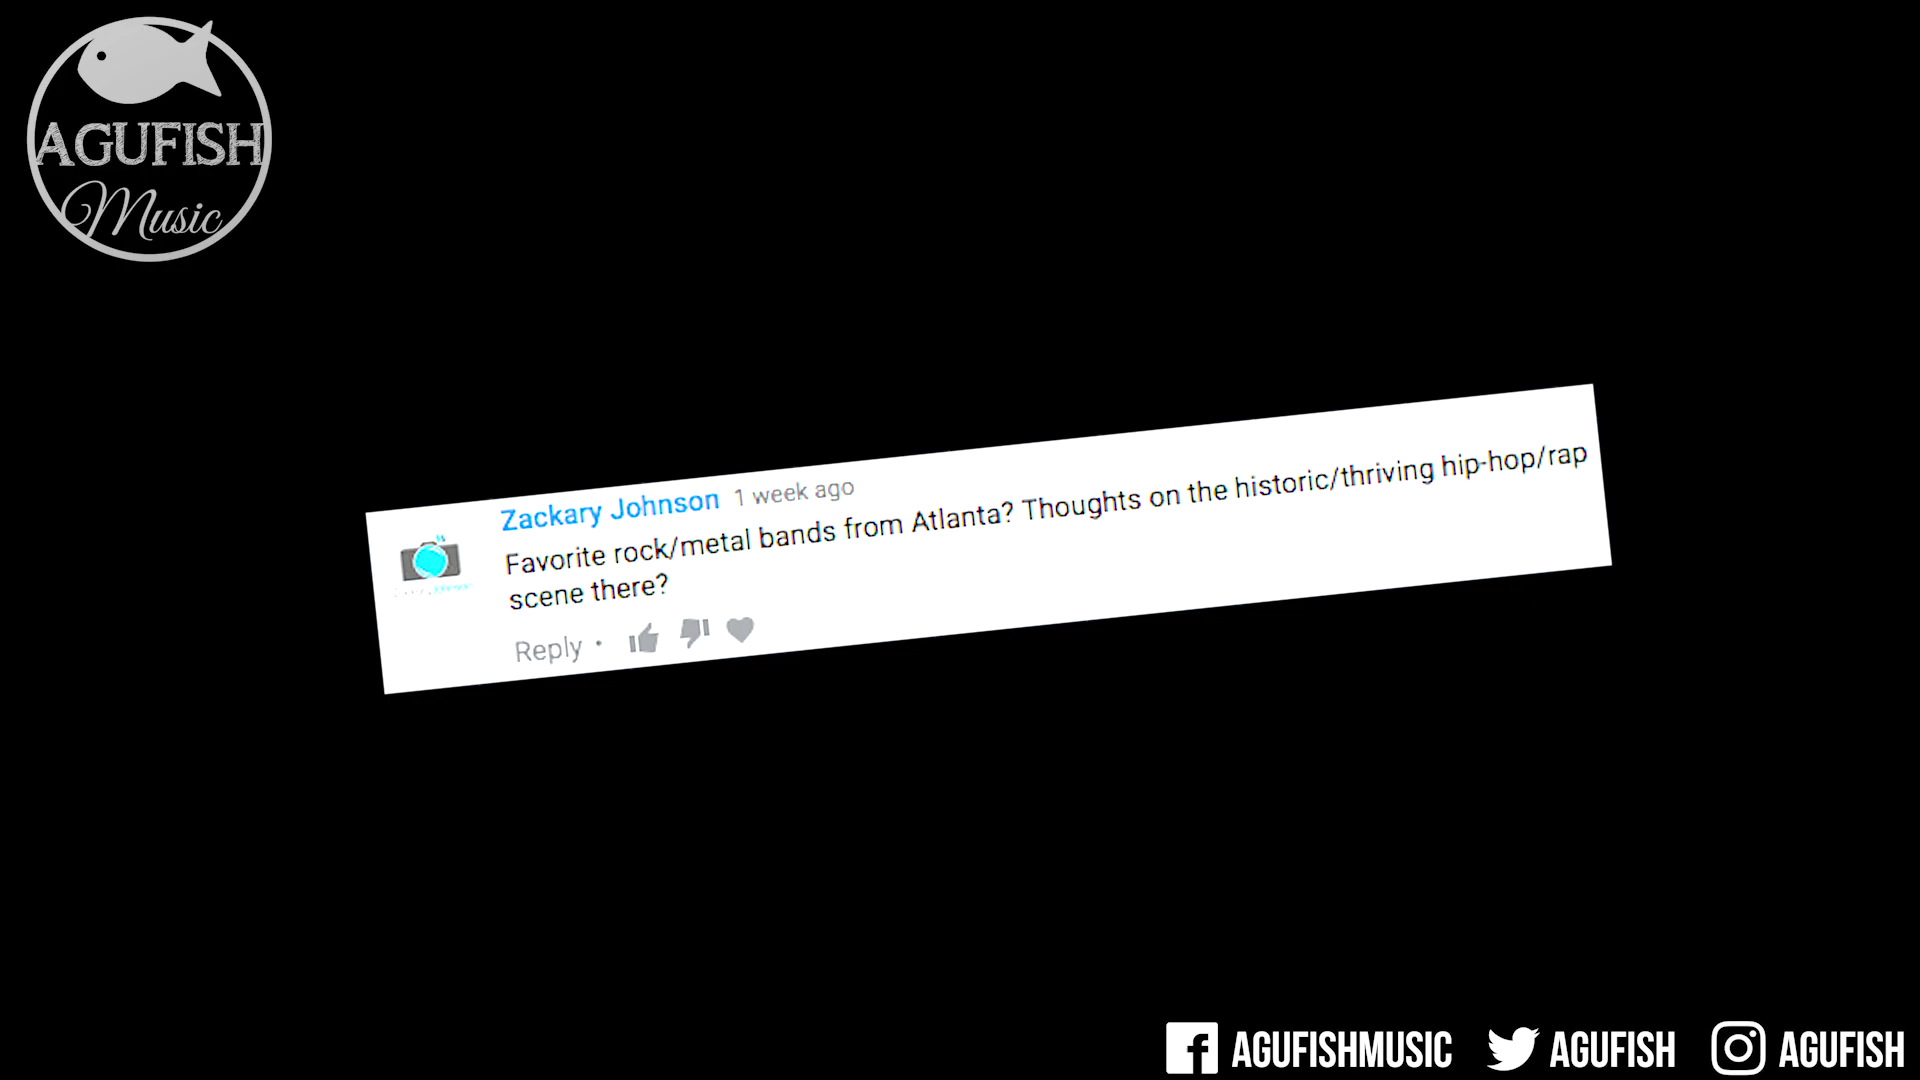 AGUFISH
Music
Zackary Johnson 1 week ago
Favorite rock/metal bands from Atlanta? Thoughts on the historic/thriving hip-hop/rap
scene there?
Reply •
AGUFISHMUSIC AGUFISH AGUFISH